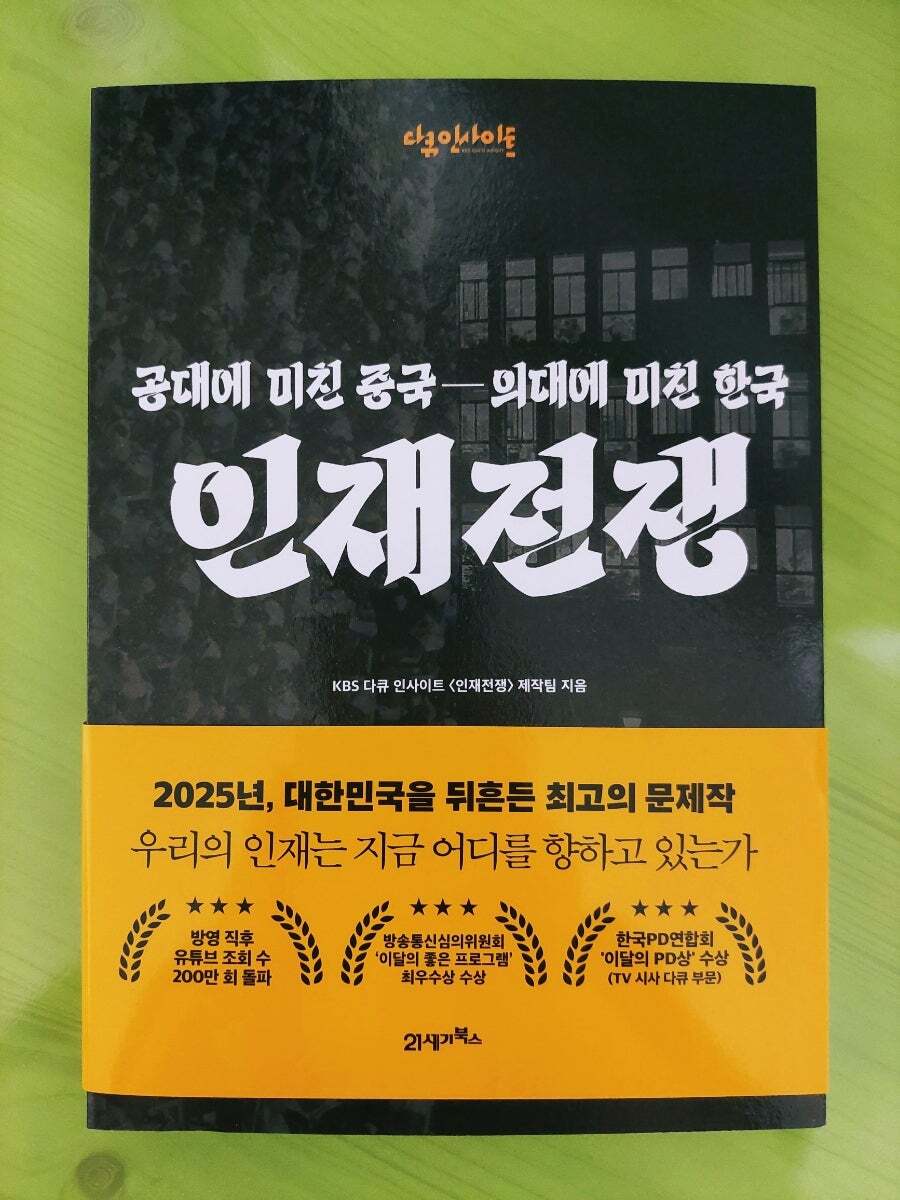 다큐 인사이트
공대에 미친 중국—의대에 미친 한국
인재전쟁
KBS 다큐 인사이트 〈인재전쟁〉 제작팀 지음
2025년, 대한민국을 뒤흔든 최고의 문제작
우리의 인재는 지금 어디를 향하고 있는가
방영 직후
유튜브 조회 수
200만 회 돌파
방송통신심의위원회
‘이달의 좋은 프로그램’
최우수상 수상
한국PD연합회
'이달의 PD상' 수상
(TV 시사 다큐 부문)
21세기북스